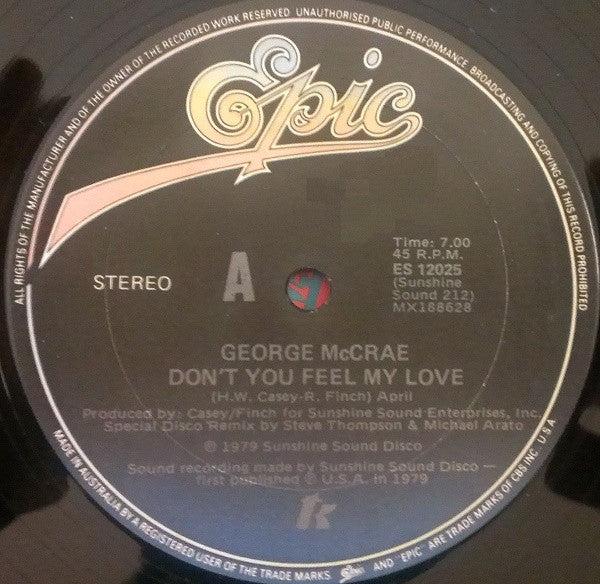 ALL RIGHTS OF THE MANUFACTURER AND OF THE OWNER OF THE RECORDED WORK RESERVED UNAUTHORISED PUBLIC PERFORMANCE BROADCASTING AND COPYING OF THIS RECORD PROHIBITED
Epic
Time: 7.00
45 R.P.M.
STEREO
A
ES 12025
(Sunshine
Sound 212)
MX188628
GEORGE McCRAE
DON'T YOU FEEL MY LOVE
(H.W. Casey-R. Finch) April
Produced by: Casey/Finch for Sunshine Sound Enterprises, Inc.
Special Disco Remix by Steve Thompson & Michael Arato
℗ 1979 Sunshine Sound Disco
Sound recording made by Sunshine Sound Disco —
first published ℗ U.S.A. in 1979
tk
MADE IN AUSTRALIA BY A REGISTERED USER OF THE TRADE MARKS Epic AND EPIC ARE TRADE MARKS OF CBS INC USA